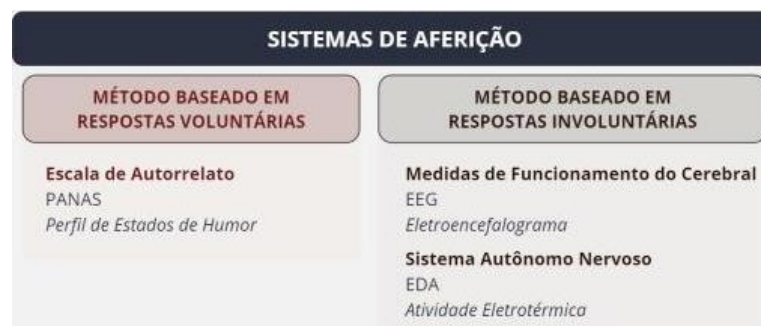 SISTEMAS DE AFERIÇÃO
MÉTODO BASEADO EM
RESPOSTAS VOLUNTÁRIAS
Escala de Autorrelato
PANAS
Perfil de Estados de Humor
MÉTODO BASEADO EM
RESPOSTAS INVOLUNTÁRIAS
Medidas de Funcionamento do Cerebral
EEG
Eletroencefalograma
Sistema Autônomo Nervoso
EDA
Atividade Eletrotérmica